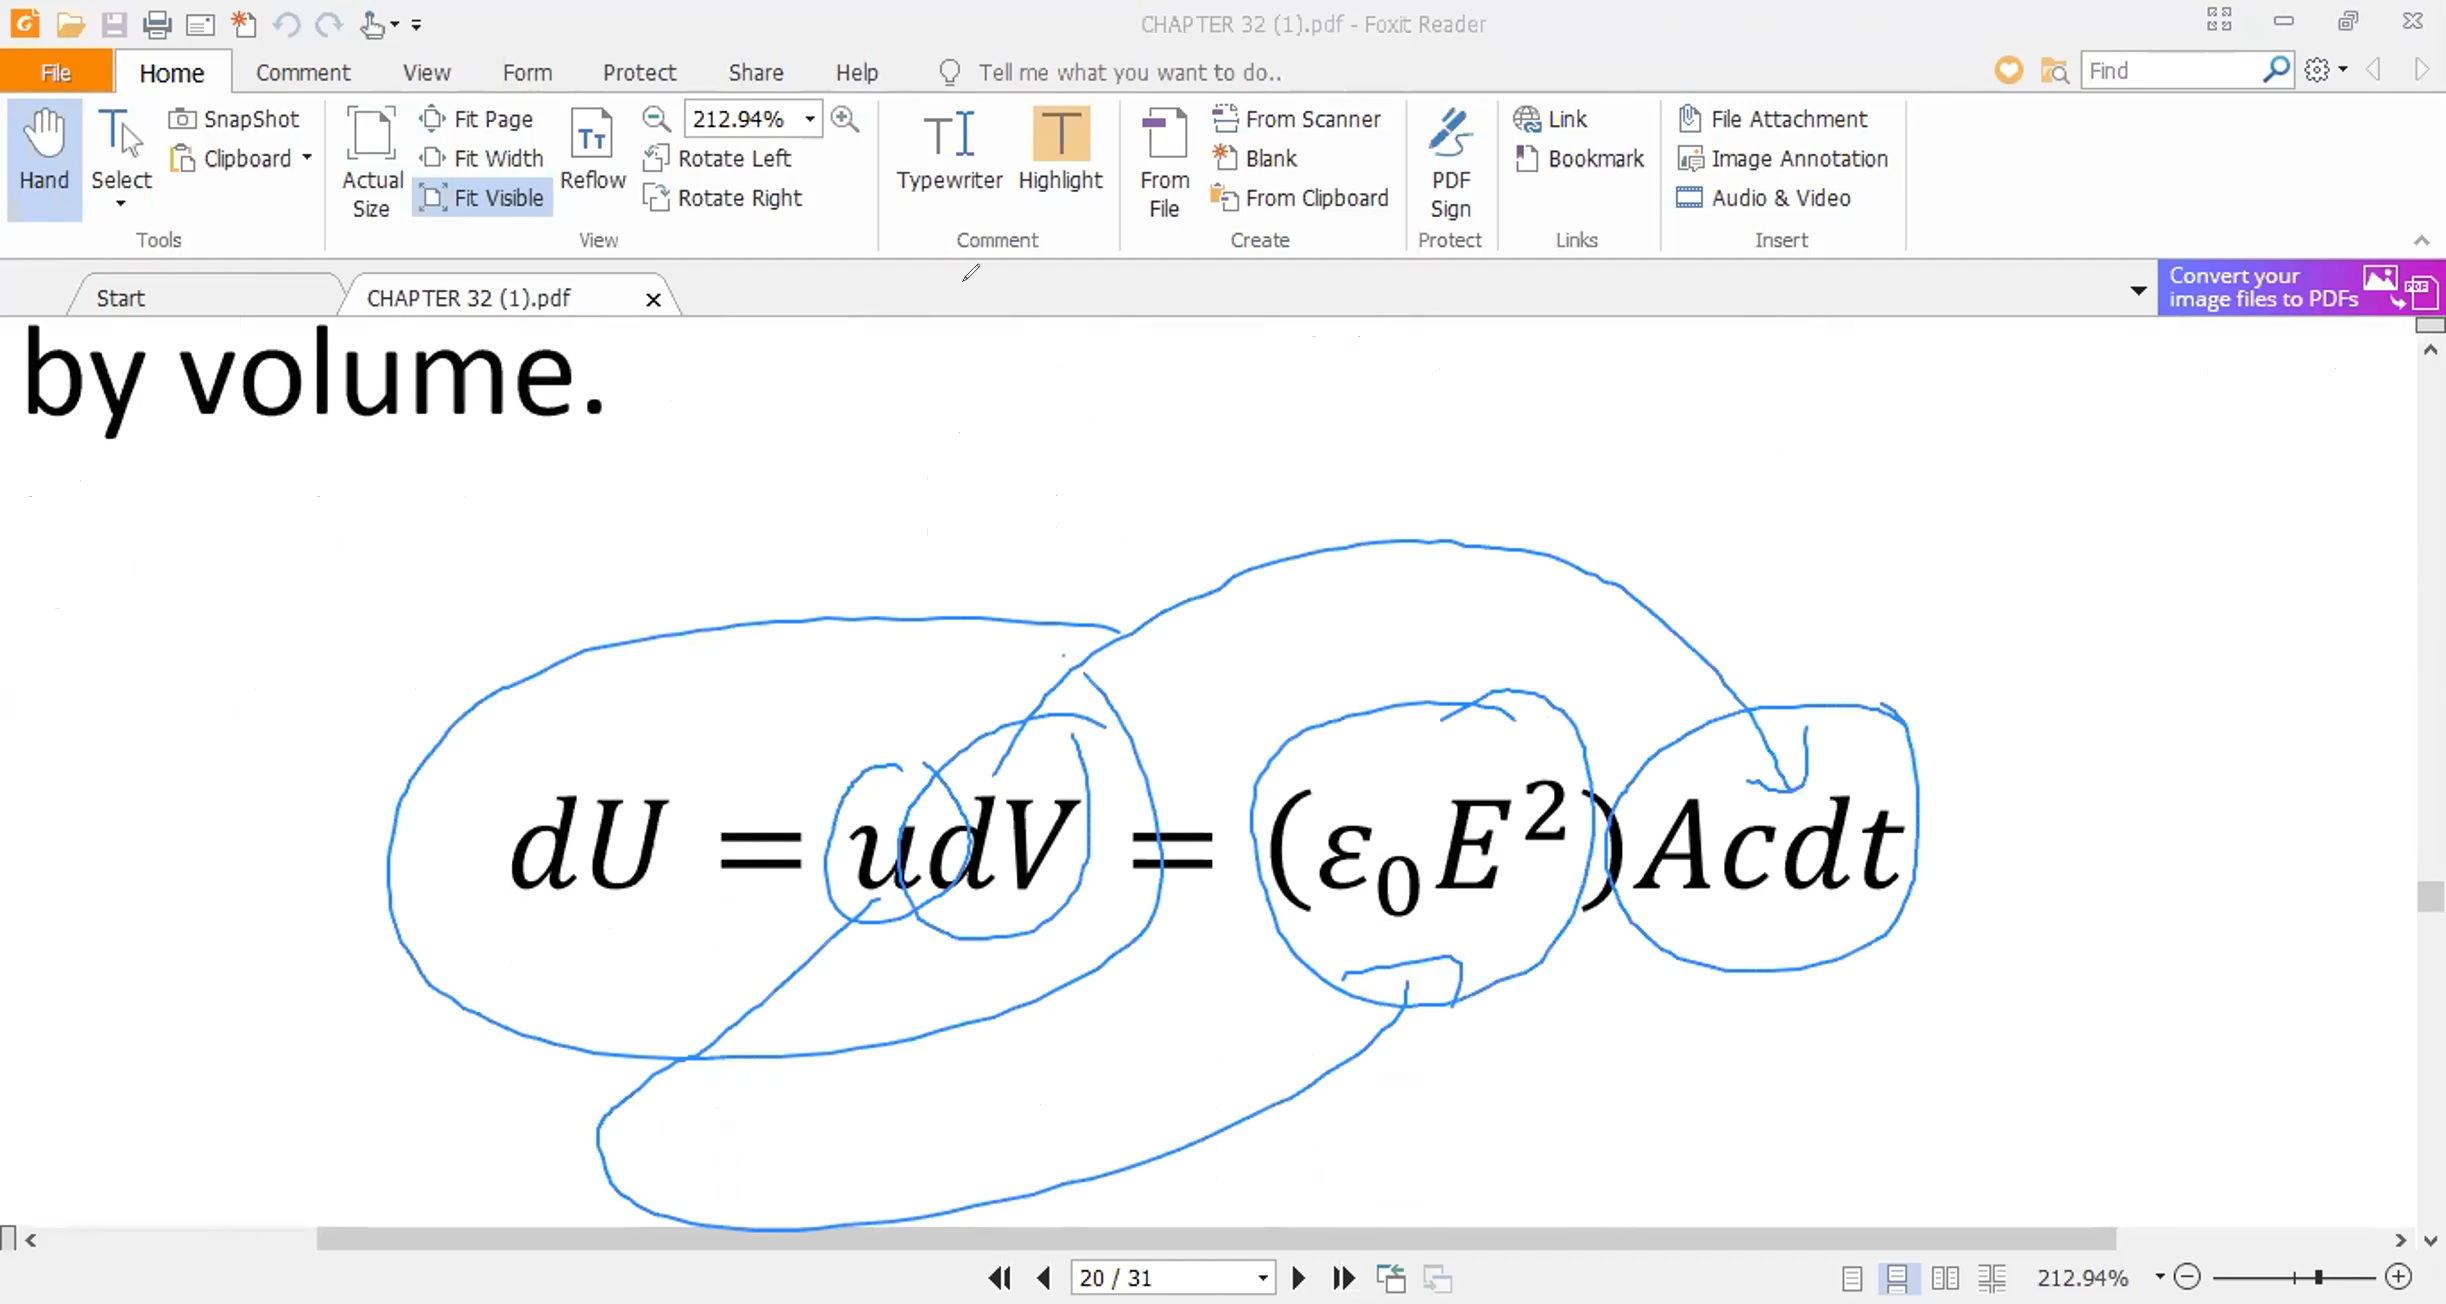 CHAPTER 32 (1).pdf - Foxit Reader
File Home Comment View Form Protect Share Help Tell me what you want to do.. Find
Hand Select SnapShot Clipboard
Tools
Actual Size Fit Page Fit Width Fit Visible Reflow 212.94% Rotate Left Rotate Right
View
Typewriter Highlight
Comment
From File From Scanner Blank From Clipboard
Create
PDF Sign
Protect
Link Bookmark
Links
File Attachment Image Annotation Audio & Video
Insert
Start CHAPTER 32 (1).pdf
Convert your
image files to PDFs
PDF
by volume.
dU = udV = (ε₀E²)Acdt
20 / 31 212.94%